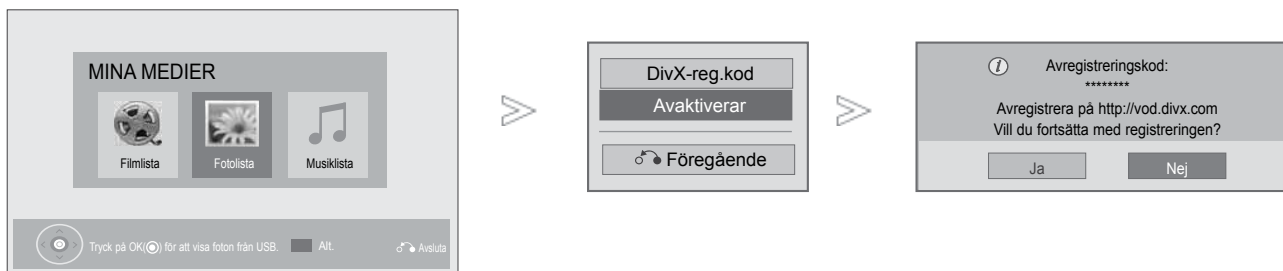 MINA MEDIER
Filmlista
Fotolista
Musiklista
Tryck på OK(◉) för att visa foton från USB.
Alt.
Avsluta
DivX-reg.kod
Avaktiverar
Föregående
Avregistreringskod:
********
Avregistrera på http://vod.divx.com
Vill du fortsätta med registreringen?
Ja
Nej